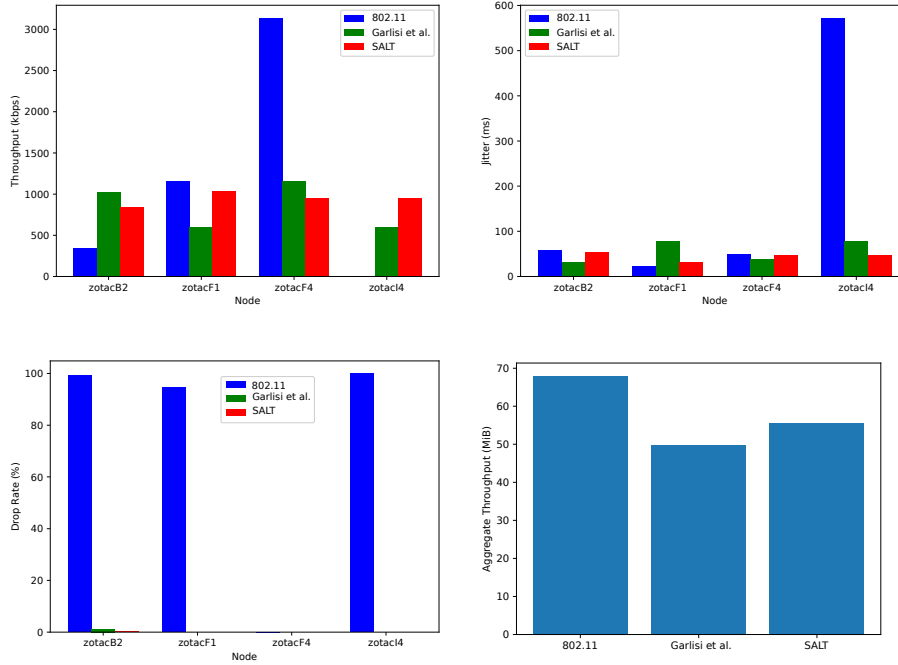 Throughput (kbps)
3000
2500
2000
1500
1000
500
0
802.11
Garlisi et al.
SALT
zotacB2 zotacF1 zotacF4 zotacI4
Node
Jitter (ms)
600
500
400
300
200
100
0
802.11
Garlisi et al.
SALT
zotacB2 zotacF1 zotacF4 zotacI4
Node
Drop Rate (%)
100
80
60
40
20
0
802.11
Garlisi et al.
SALT
zotacB2 zotacF1 zotacF4 zotacI4
Node
Aggregate Throughput (MiB)
70
60
50
40
30
20
10
0
802.11 Garlisi et al. SALT